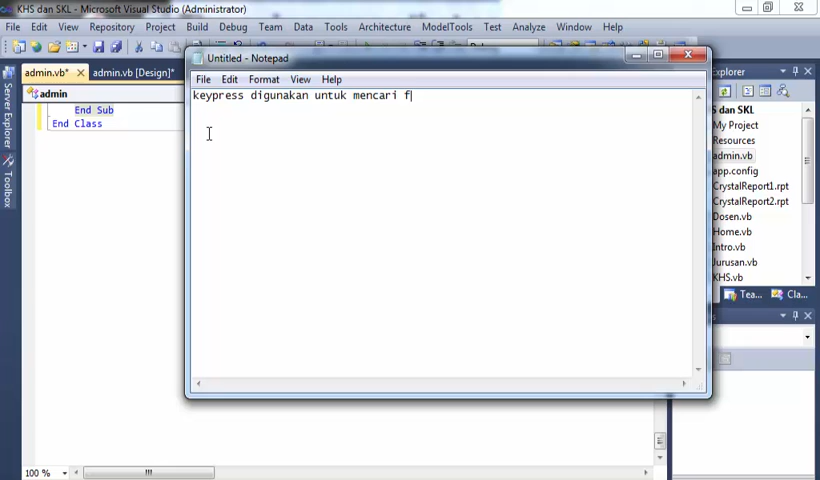 KHS dan SKL - Microsoft Visual Studio (Administrator)
File Edit View Repository Project Build Debug Team Data Tools Architecture Test ModelTools Analyze Window Help
admin.vb* admin.vb [Design]*
admin
End Sub
End Class
Server Explorer
Toolbox
100 %
Untitled - Notepad
File Edit Format View Help
keypress digunakan untuk mencari f
Explorer
S dan SKL
My Project
Resources
admin.vb
app.config
CrystalReport1.rpt
CrystalReport2.rpt
Dosen.vb
Home.vb
Intro.vb
Jurusan.vb
KHS.vb
Tea... Cla...